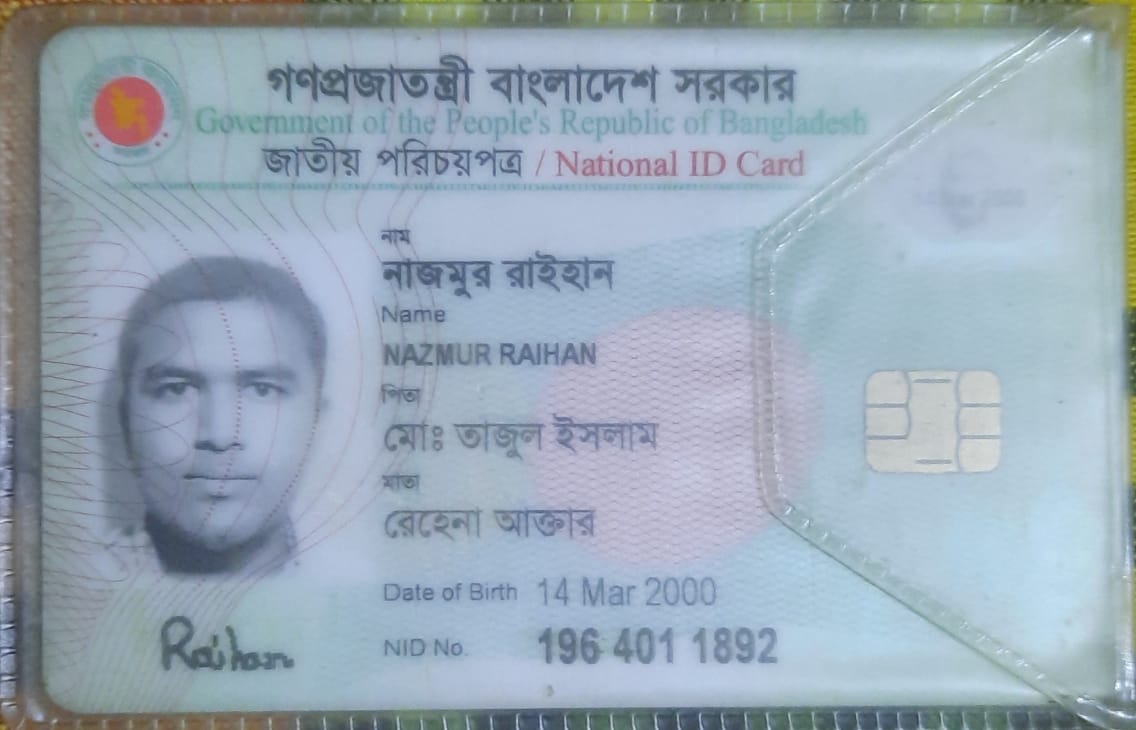 গণপ্রজাতন্ত্রী বাংলাদেশ সরকার
Government of the People's Republic of Bangladesh
জাতীয় পরিচয়পত্র / National ID Card
নাম
নাজমুর রাইহান
Name
NAZMUR RAIHAN
পিতা
মোঃ তাজুল ইসলাম
মাতা
রেহেনা আক্তার
Date of Birth 14 Mar 2000
Raihan
NID No. 196 401 1892